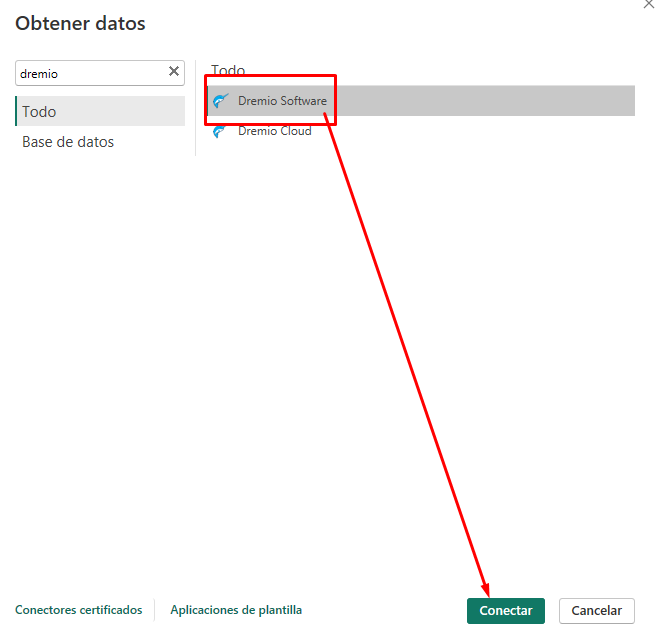 Obtener datos
dremio
Todo
Base de datos
Todo
Dremio Software
Dremio Cloud
Conectores certificados
Aplicaciones de plantilla
Conectar
Cancelar